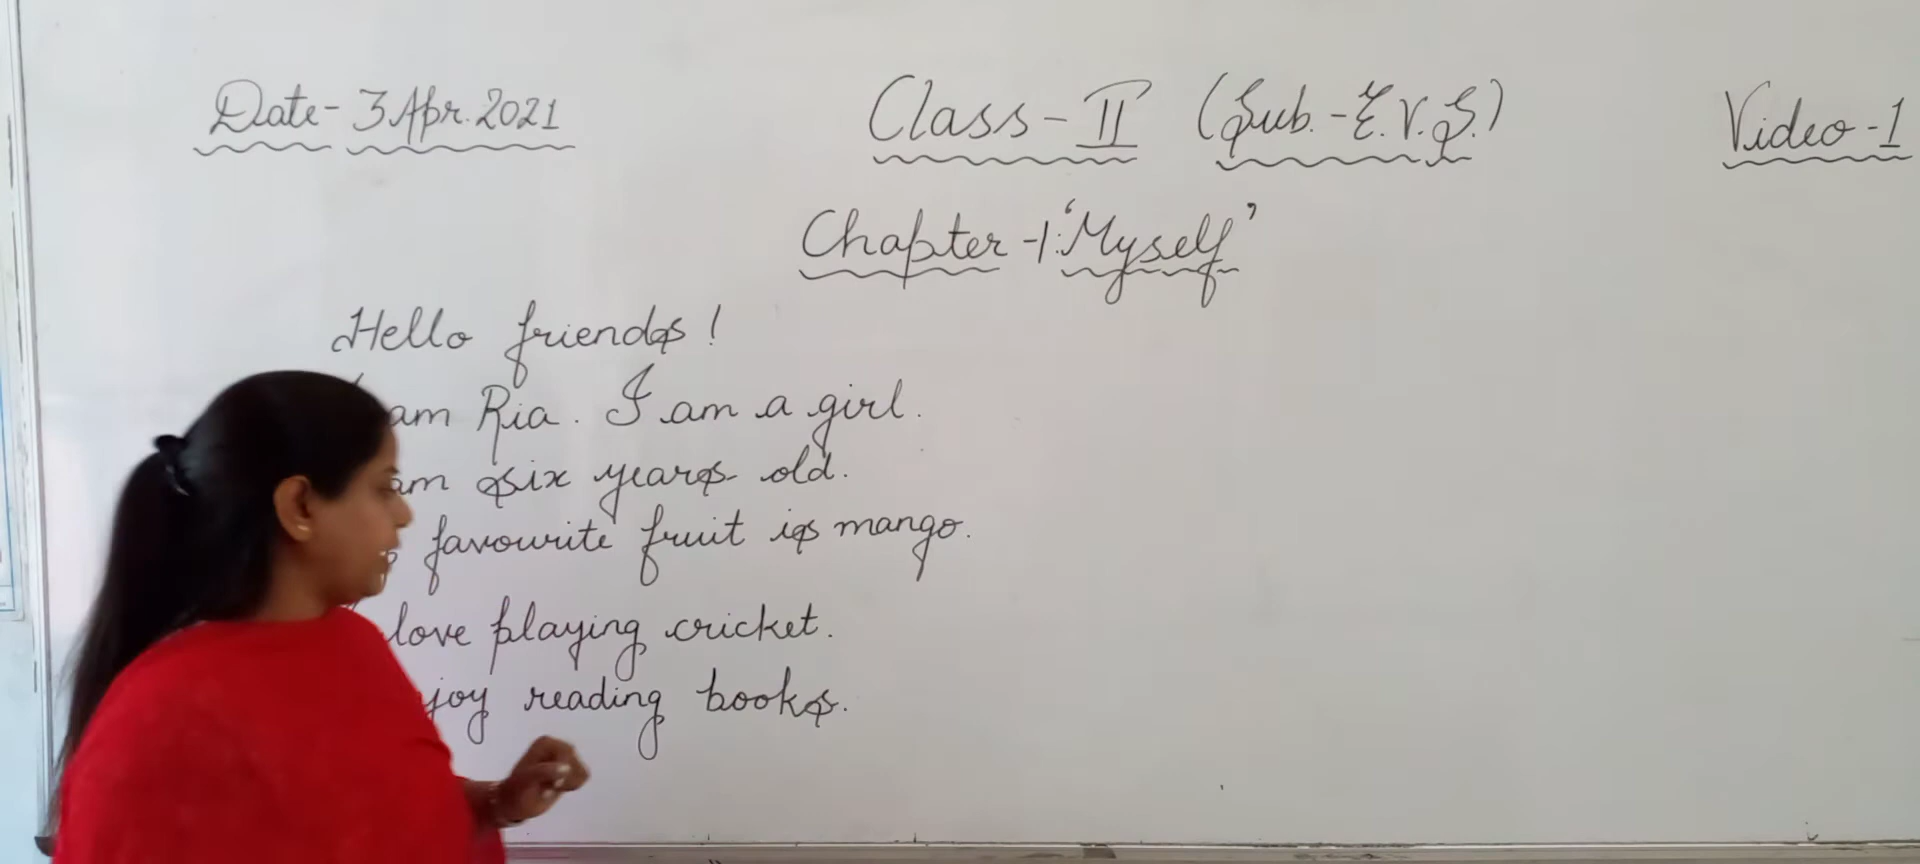 Date- 3 Apr. 2021 Class - II (Sub. - E.V.S.) Video - 1
Chapter - 1: 'Myself'
Hello friends!
am Ria. I am a girl.
am six years old.
favourite fruit is mango.
love playing cricket.
joy reading books.